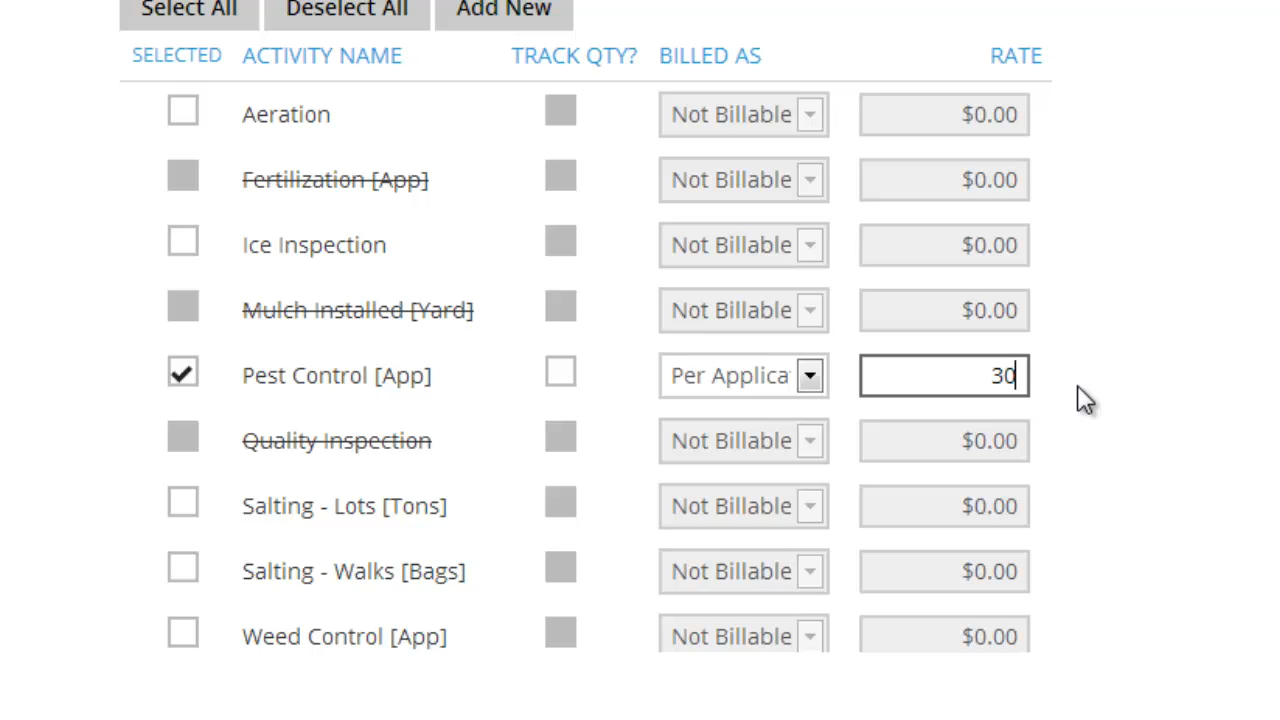 Select All Deselect All Add New
SELECTED ACTIVITY NAME TRACK QTY? BILLED AS RATE
Aeration Not Billable $0.00
Fertilization [App] Not Billable $0.00
Ice Inspection Not Billable $0.00
Mulch Installed [Yard] Not Billable $0.00
Pest Control [App] Per Applica 30
Quality Inspection Not Billable $0.00
Salting - Lots [Tons] Not Billable $0.00
Salting - Walks [Bags] Not Billable $0.00
Weed Control [App] Not Billable $0.00